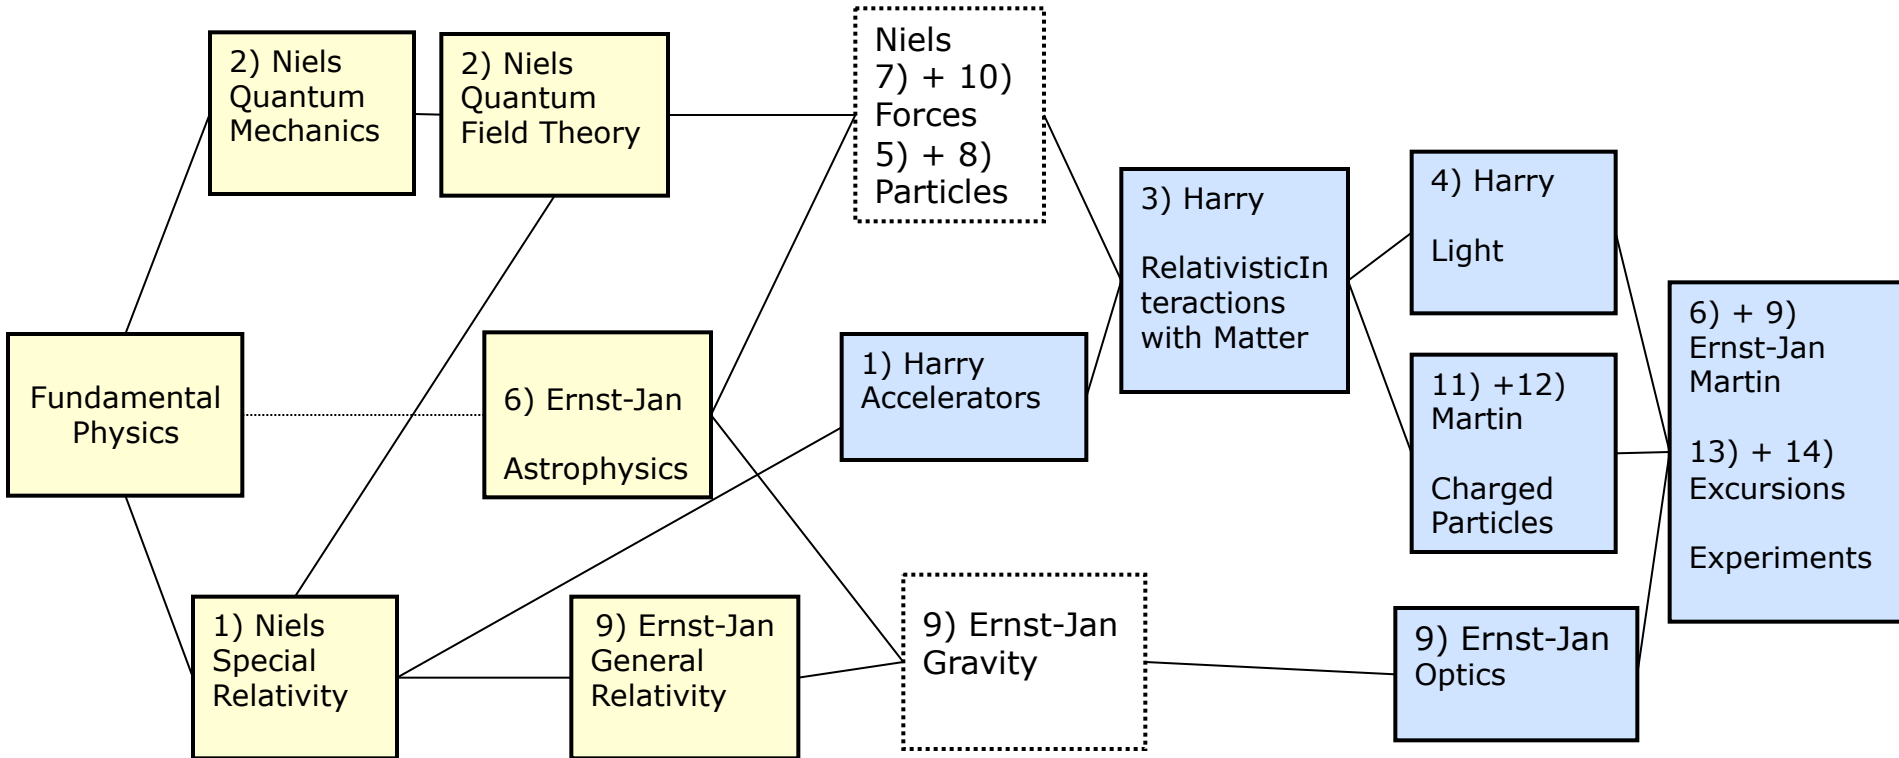 2) Niels
Quantum
Mechanics
2) Niels
Quantum
Field Theory
Niels
7) + 10)
Forces
5) + 8)
Particles
3) Harry
RelativisticIn
teractions
with Matter
4) Harry
Light
Fundamental
Physics
6) Ernst-Jan
Astrophysics
1) Harry
Accelerators
11) +12)
Martin
Charged
Particles
6) + 9)
Ernst-Jan
Martin
13) + 14)
Excursions
Experiments
1) Niels
Special
Relativity
9) Ernst-Jan
General
Relativity
9) Ernst-Jan
Gravity
9) Ernst-Jan
Optics